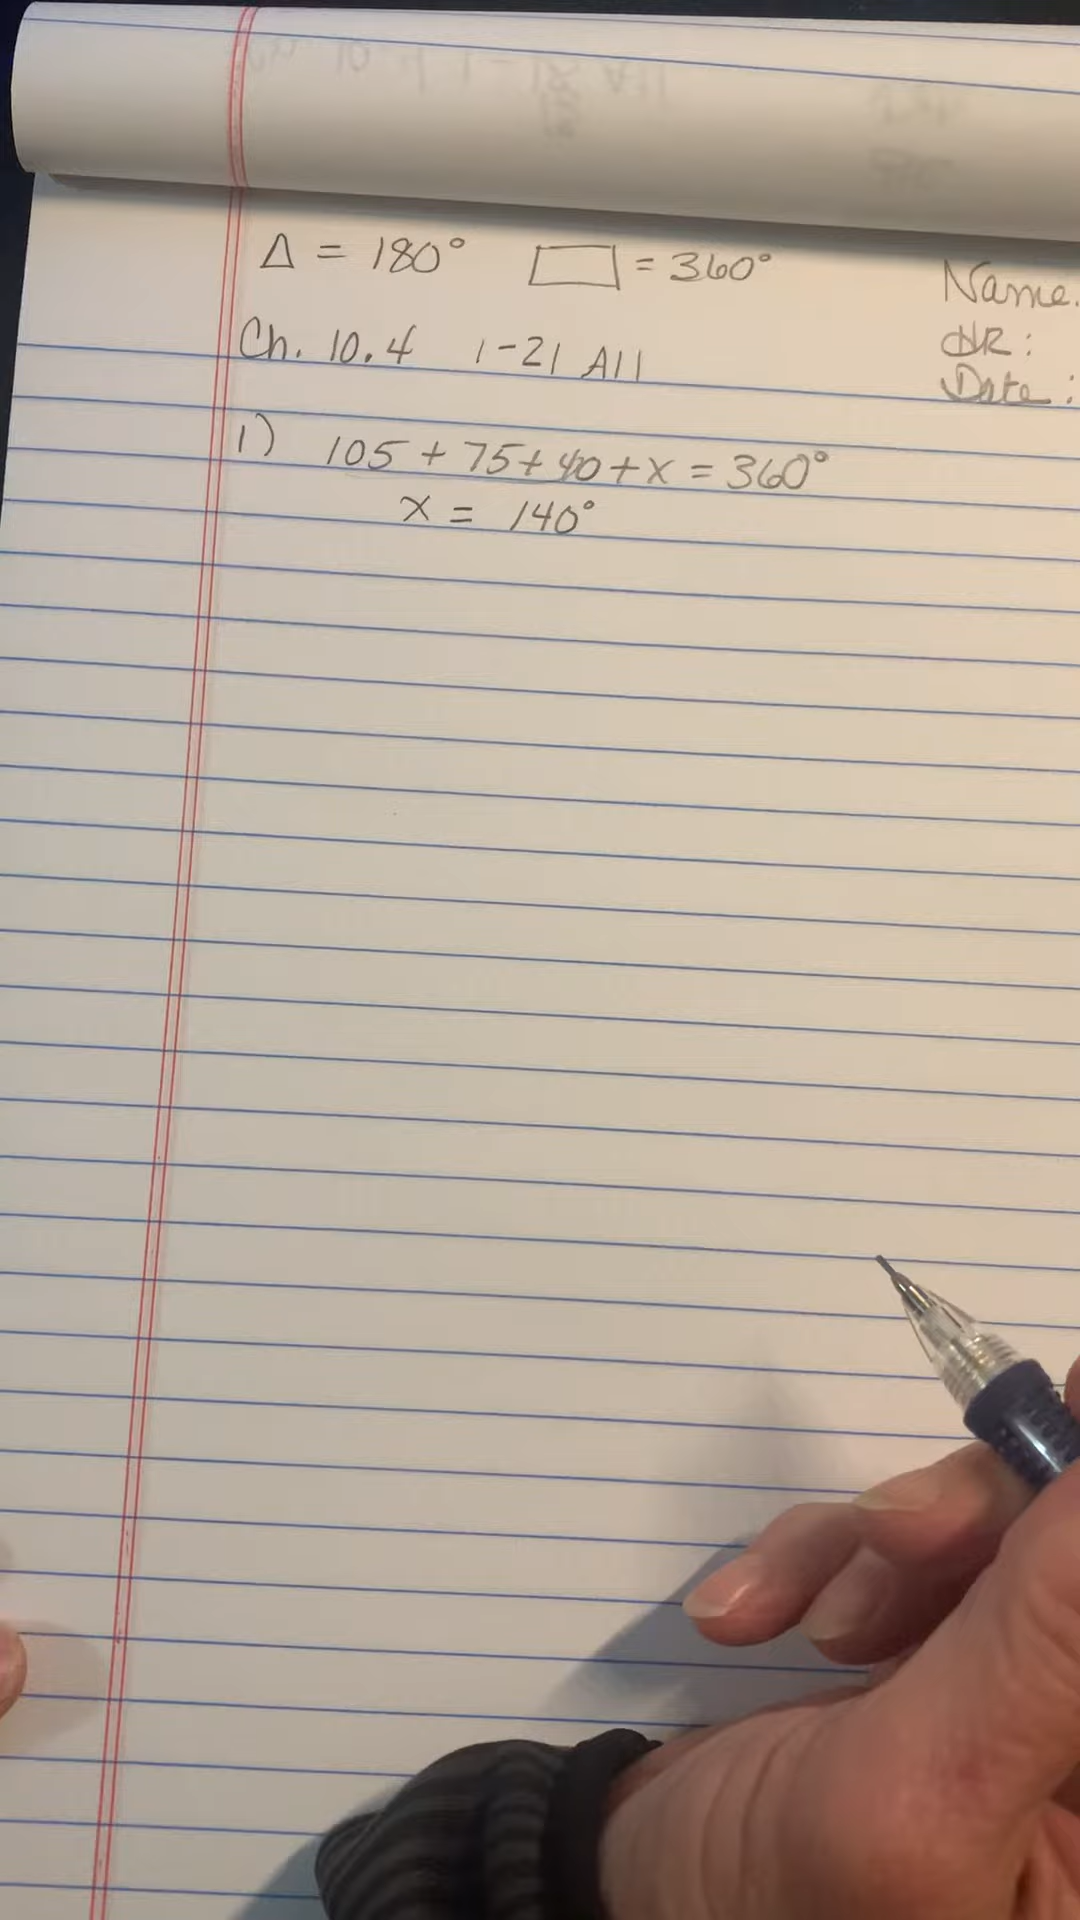 Δ = 180° ▭ = 360°
Name.
Ch. 10.4 1-21 All
HR:
Date:
1) 105 + 75 + 40 + x = 360°
x = 140°